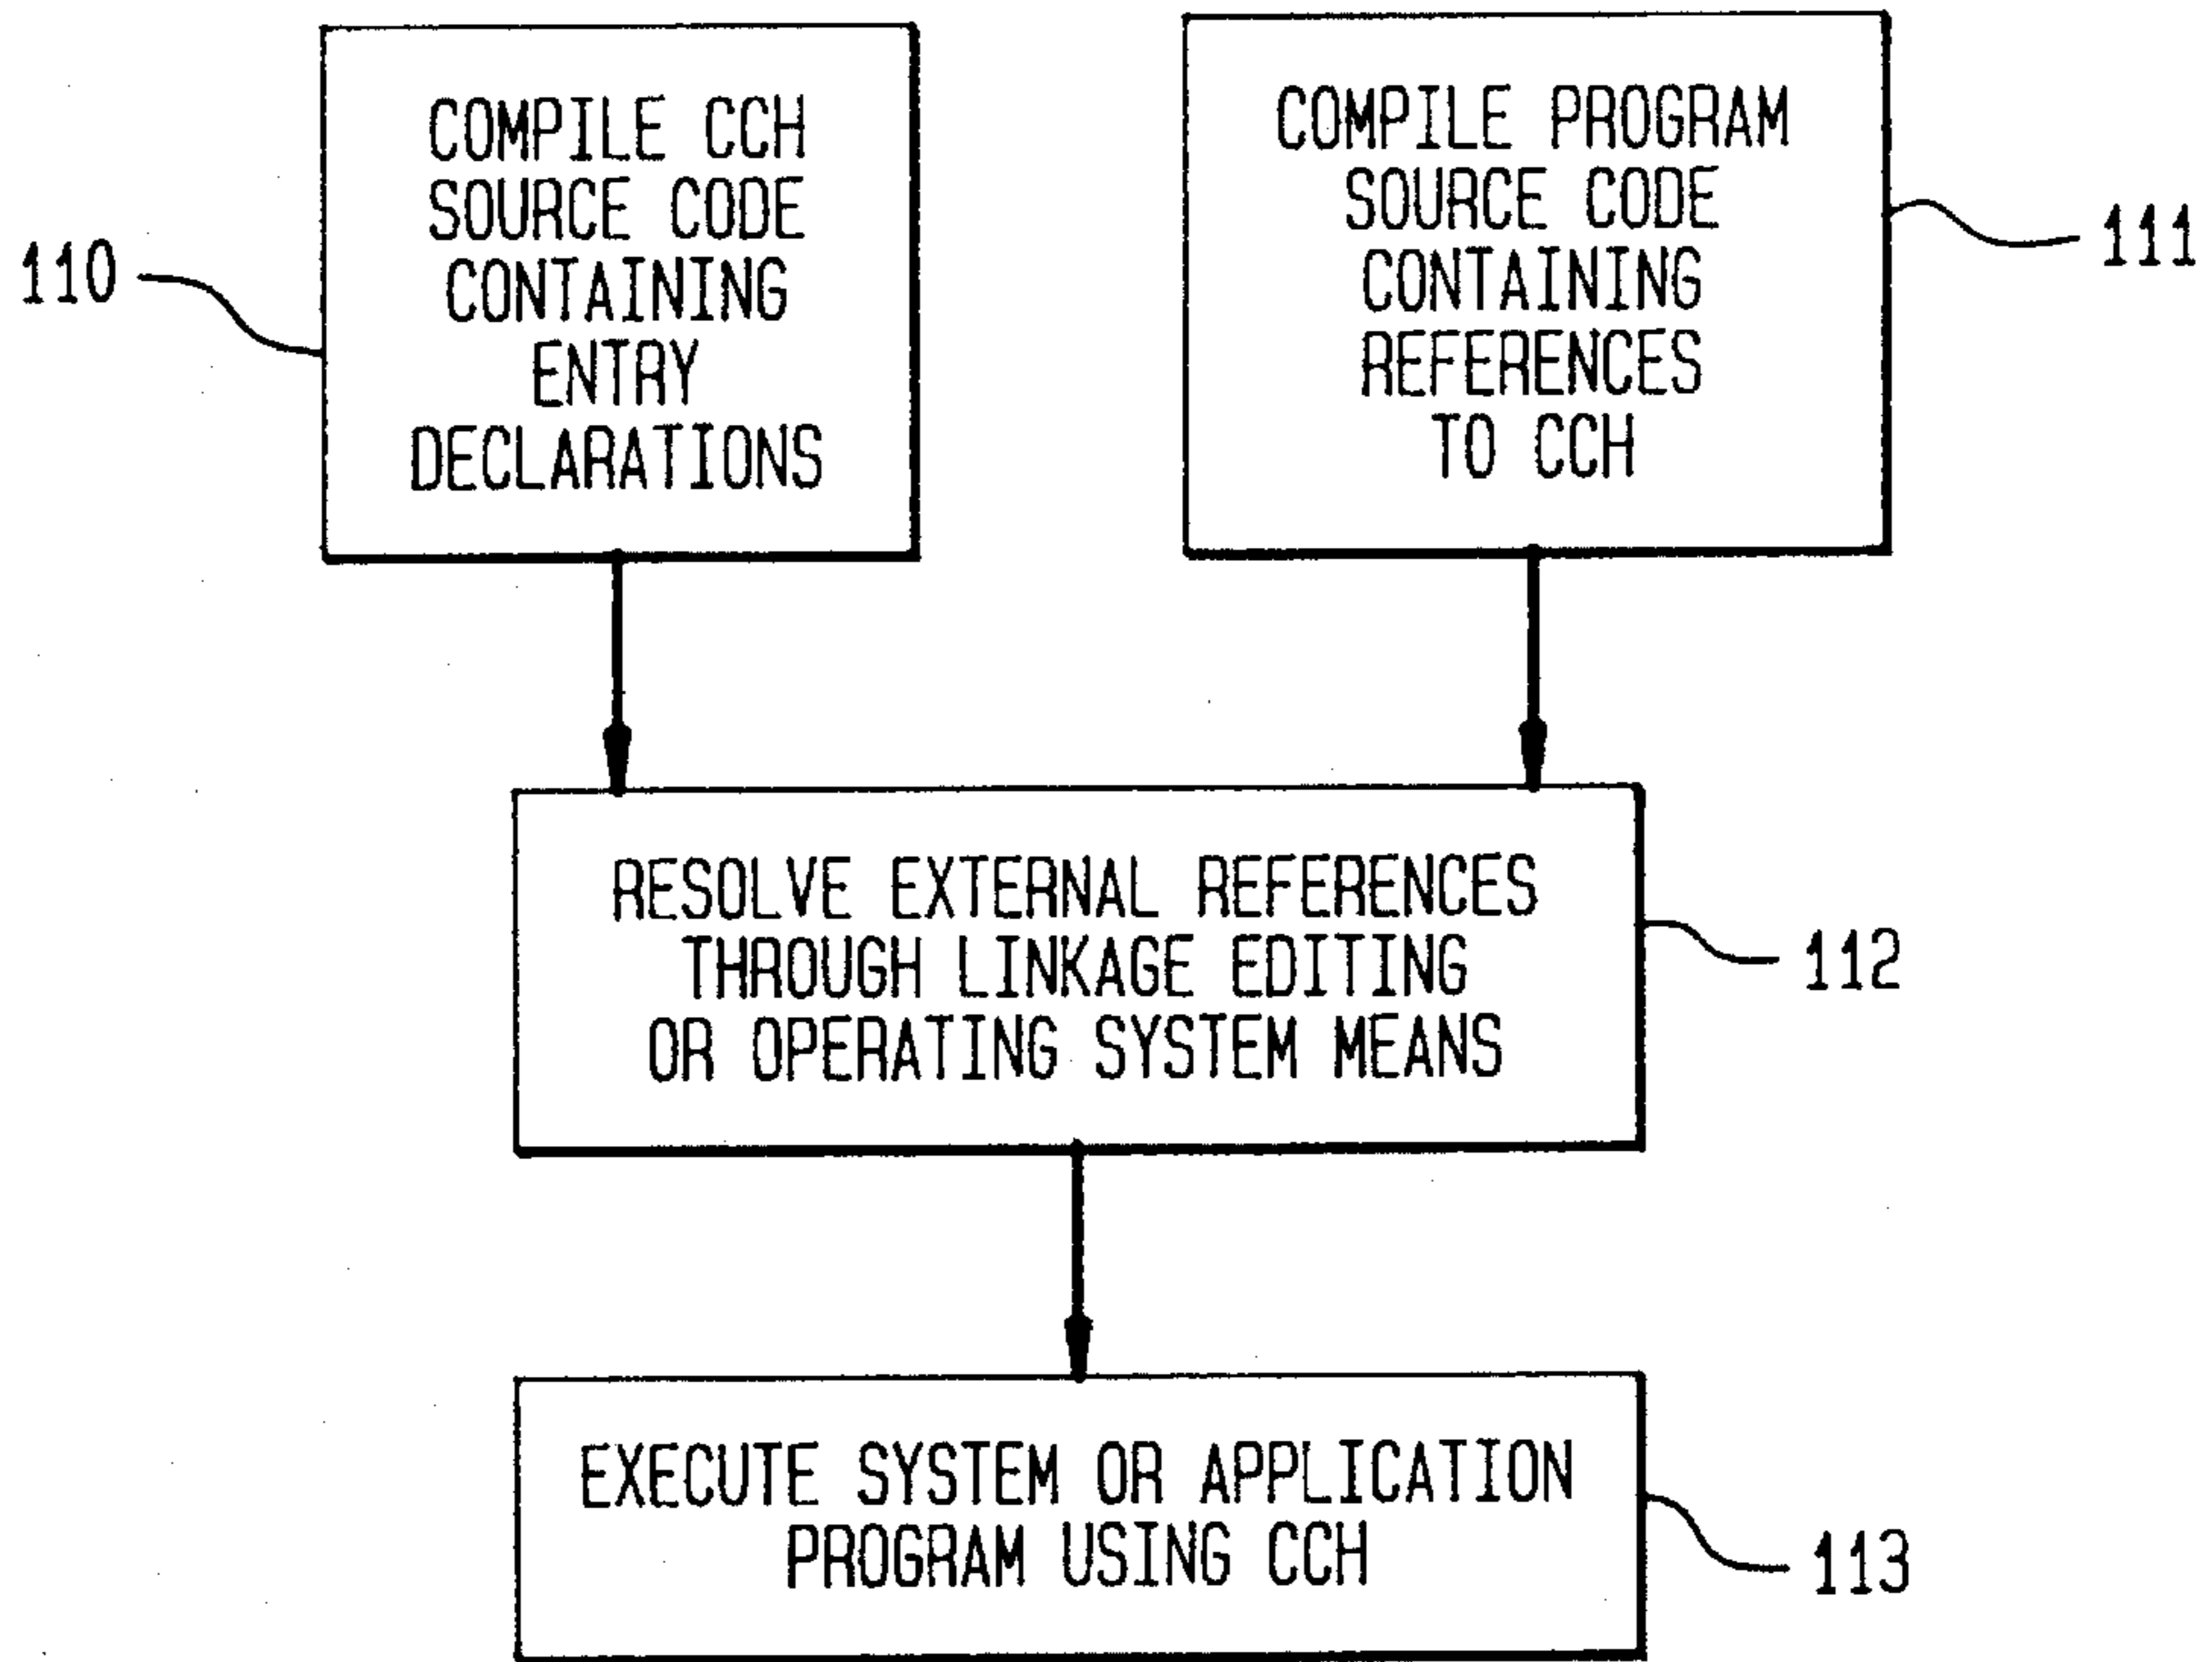 COMPILE CCH
SOURCE CODE
CONTAINING
ENTRY
DECLARATIONS
110
COMPILE PROGRAM
SOURCE CODE
CONTAINING
REFERENCES
TO CCH
111
RESOLVE EXTERNAL REFERENCES
THROUGH LINKAGE EDITING
OR OPERATING SYSTEM MEANS
112
EXECUTE SYSTEM OR APPLICATION
PROGRAM USING CCH
113